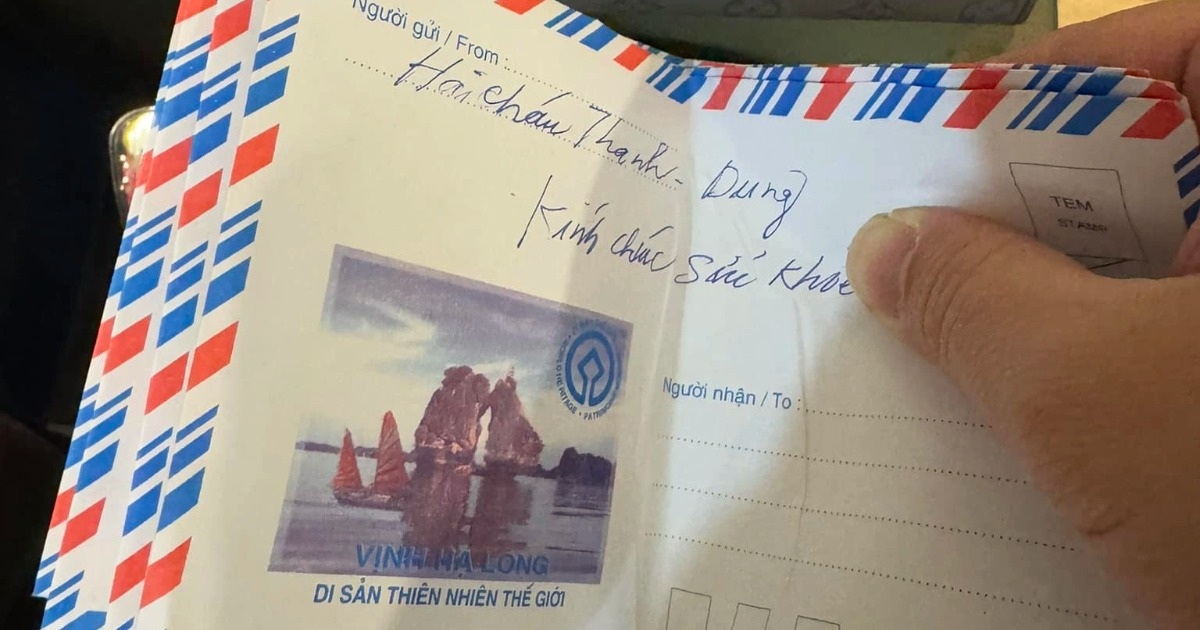 Người gửi / From :
Hai cháu Thạnh - Dung
Kính chúc sức khoẻ
TEM
STAMP
Người nhận / To :
VỊNH HẠ LONG
DI SẢN THIÊN NHIÊN THẾ GIỚI